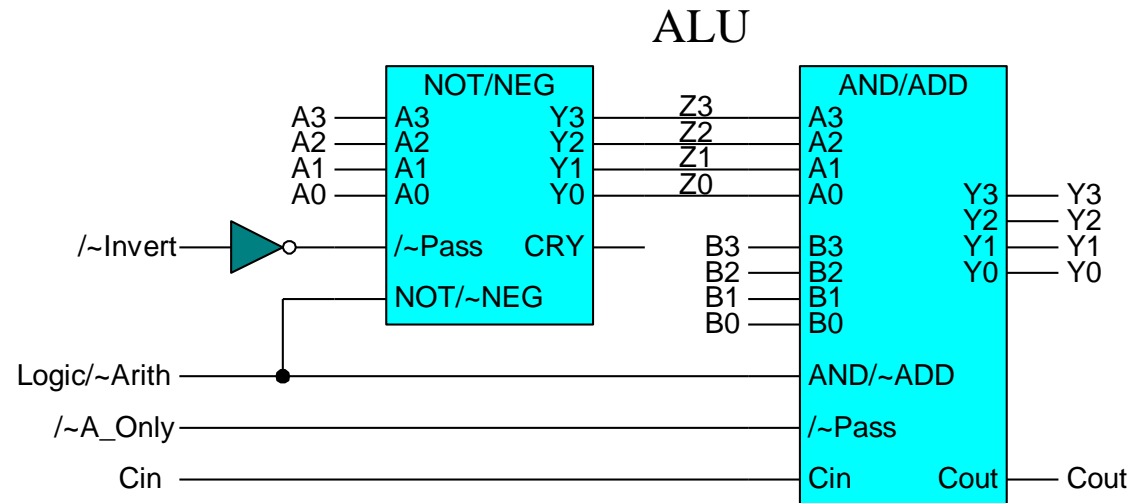 ALU
NOT/NEG
AND/ADD
A3 A3 Y3 Z3 A3
A2 A2 Y2 Z2 A2
A1 A1 Y1 Z1 A1
A0 A0 Y0 Z0 A0
Y3 Y3
Y2 Y2
/~Invert /~Pass CRY B3 B3 Y1 Y1
B2 B2 Y0 Y0
NOT/~NEG B1 B1
B0 B0
Logic/~Arith AND/~ADD
/~A_Only /~Pass
Cin Cin Cout Cout